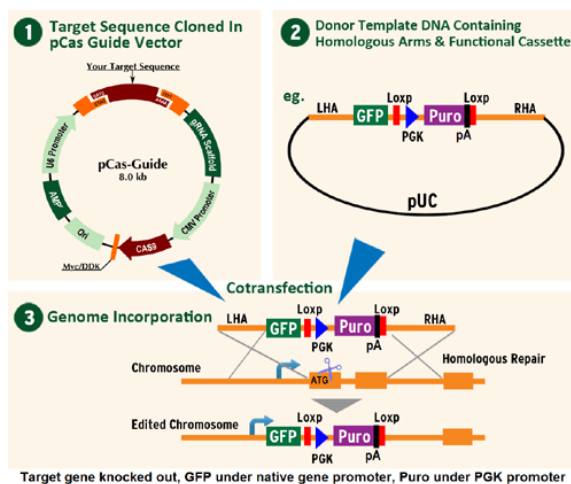 1 Target Sequence Cloned In
pCas Guide Vector
Your Target Sequence
U6 Promoter
gRNA Scaffold
pCas-Guide
8.0 kb
AMPʳ
CMV Promoter
Ori
CAS9
Myc/DDK
2 Donor Template DNA Containing
Homologous Arms & Functional Cassette
eg.
Loxp Loxp
LHA GFP Puro RHA
PGK pA
pUC
Cotransfection
3 Genome Incorporation
Loxp Loxp
LHA GFP Puro RHA
PGK pA
Homologous Repair
Chromosome
ATG
Edited Chromosome
Loxp Loxp
GFP Puro
PGK pA
Target gene knocked out, GFP under native gene promoter, Puro under PGK promoter